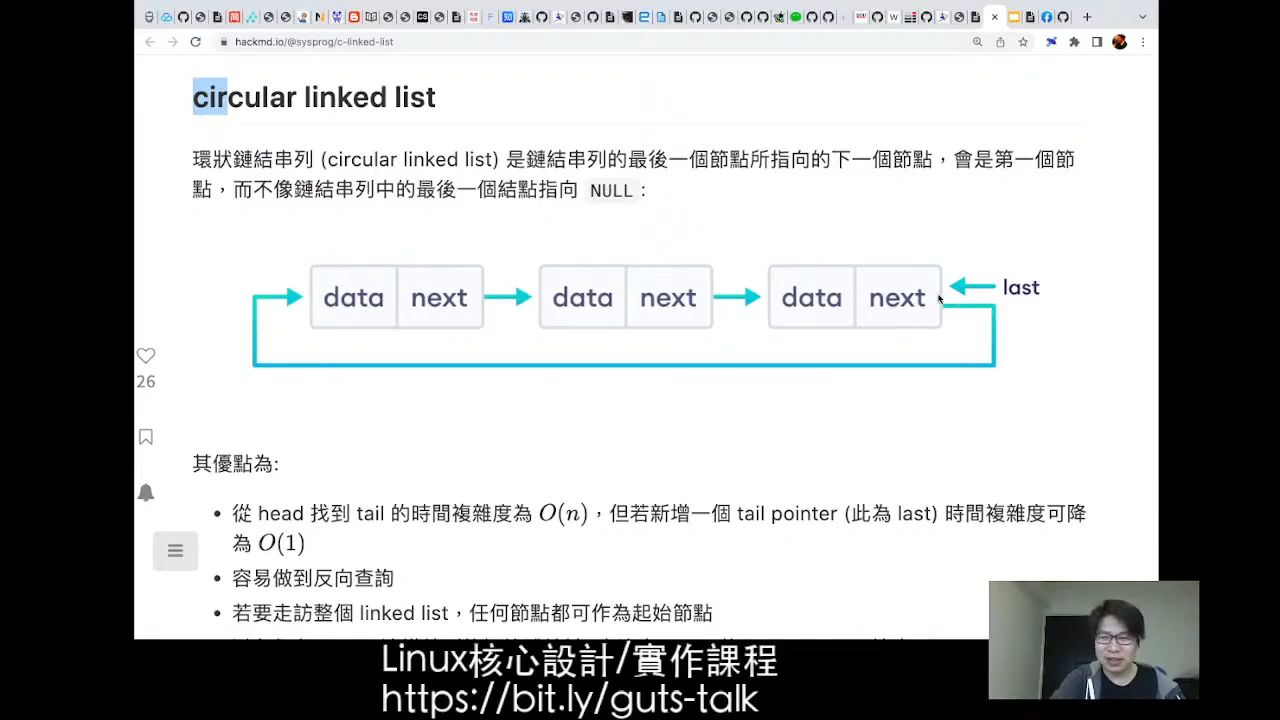 hackmd.io/@sysprog/c-linked-list
circular linked list
環狀鏈結串列 (circular linked list) 是鏈結串列的最後一個節點所指向的下一個節點，會是第一個節
點，而不像鏈結串列中的最後一個結點指向 NULL：
data next data next data next last
26
其優點為:
從 head 找到 tail 的時間複雜度為 O(n)，但若新增一個 tail pointer (此為 last) 時間複雜度可降
為 O(1)
容易做到反向查詢
若要走訪整個 linked list，任何節點都可作為起始節點
Linux核心設計/實作課程
https://bit.ly/guts-talk